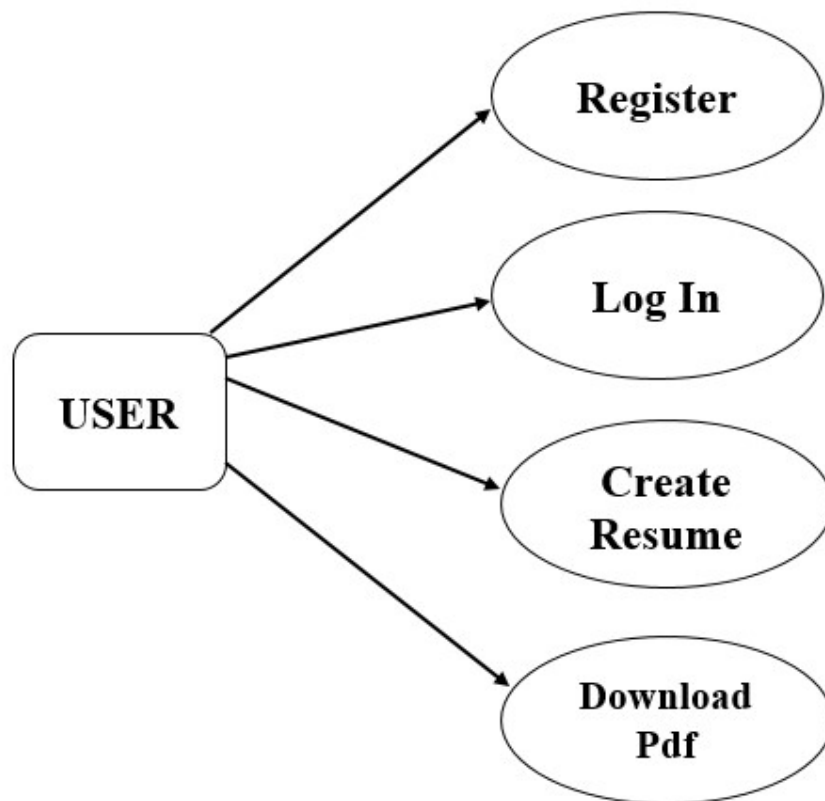 Register
Log In
USER
Create
Resume
Download
Pdf